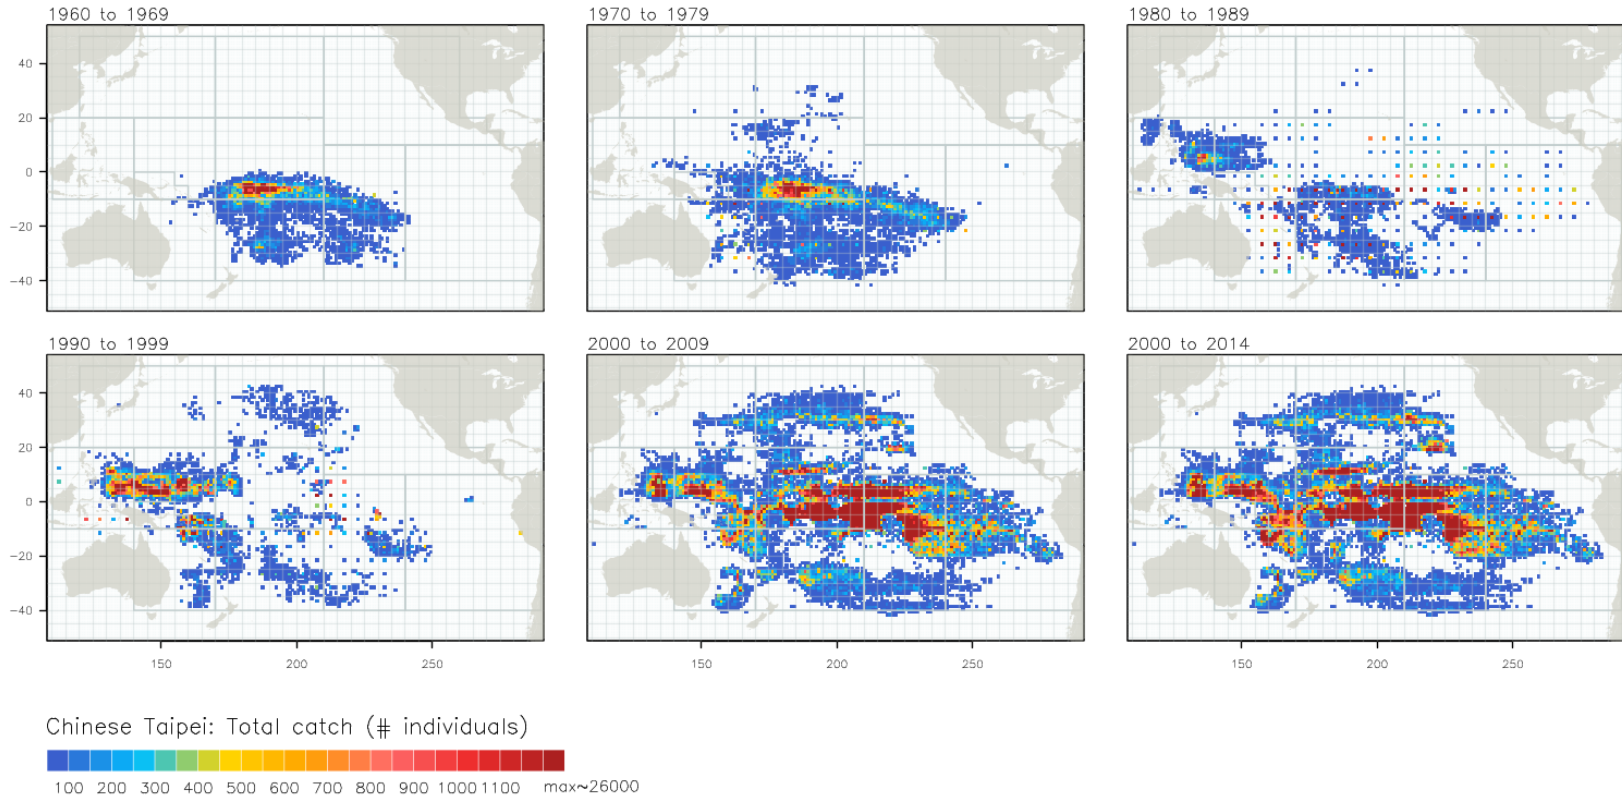 1960 to 1969
1970 to 1979
1980 to 1989
40
20
0
−20
−40
1990 to 1999
2000 to 2009
2000 to 2014
40
20
0
−20
−40
150 200 250
150 200 250
150 200 250
Chinese Taipei: Total catch (# individuals)
100 200 300 400 500 600 700 800 900 1000 1100 max~26000